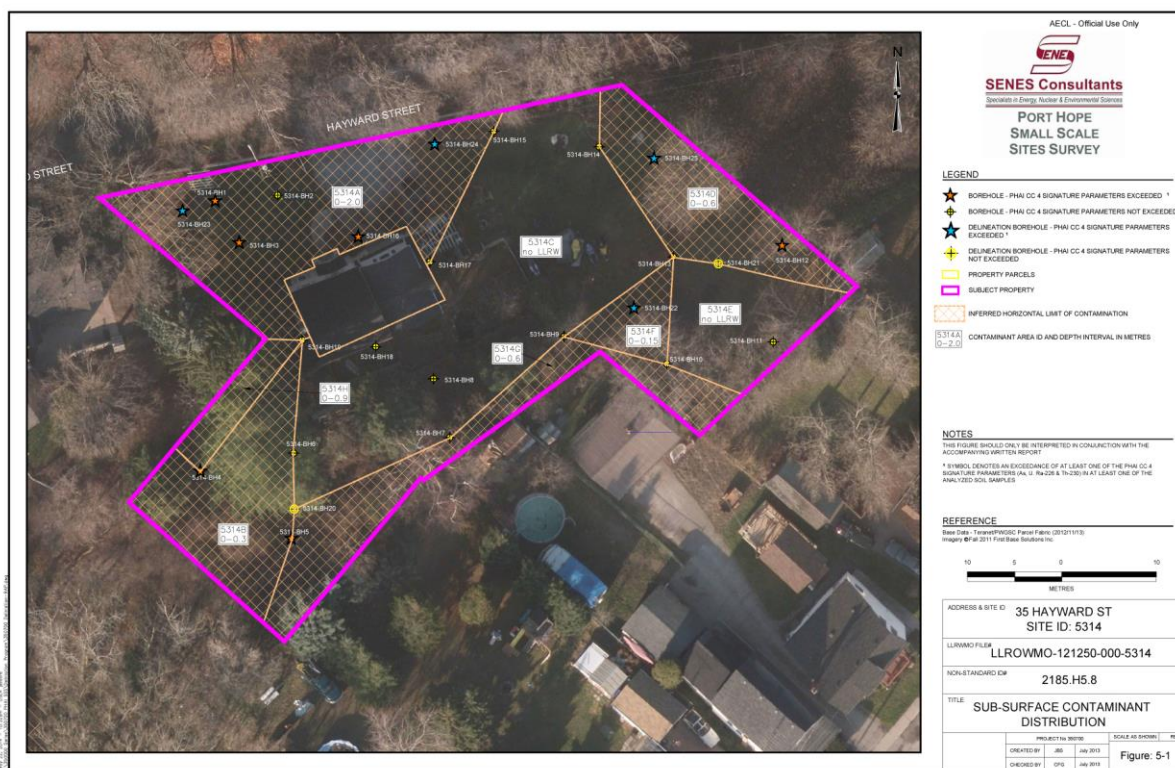 AECL - Official Use Only
SENES
SENES Consultants
Specialists in Energy, Nuclear & Environmental Sciences
PORT HOPE
SMALL SCALE
SITES SURVEY
N
HAYWARD STREET
D STREET
5314-BH15
5314-BH24
5314-BH14
5314-BH25
5314-BH1
5314-BH2
5314A
0-2.0
5314D
0-0.6
5314-BH23
5314-BH3
5314-BH16
5314C
no LLRW
5314-BH12
5314-BH17
5314-BH13
5314-BH21
5314-BH22
5314E
no LLRW
5314F
0-0.15
5314-BH9
5314-BH19
5314-BH18
5314G
0-0.6
5314-BH11
5314-BH10
5314H
0-0.9
5314-BH8
5314-BH7
5314-BH6
5314-BH4
5314-BH20
5314B
0-0.3
5314-BH5
LEGEND
BOREHOLE - PHAI CC 4 SIGNATURE PARAMETERS EXCEEDED ¹
BOREHOLE - PHAI CC 4 SIGNATURE PARAMETERS NOT EXCEEDED
DELINEATION BOREHOLE - PHAI CC 4 SIGNATURE PARAMETERS
EXCEEDED ¹
DELINEATION BOREHOLE - PHAI CC 4 SIGNATURE PARAMETERS
NOT EXCEEDED
PROPERTY PARCELS
SUBJECT PROPERTY
INFERRED HORIZONTAL LIMIT OF CONTAMINATION
5314A
0-2.0
CONTAMINANT AREA ID AND DEPTH INTERVAL IN METRES
NOTES
THIS FIGURE SHOULD ONLY BE INTERPRETED IN CONJUNCTION WITH THE
ACCOMPANYING WRITTEN REPORT
¹ SYMBOL DENOTES AN EXCEEDANCE OF AT LEAST ONE OF THE PHAI CC 4
SIGNATURE PARAMETERS (As, U, Ra-226 & Th-230) IN AT LEAST ONE OF THE
ANALYZED SOIL SAMPLES
REFERENCE
Base Data - Teranet/PWGSC Parcel Fabric (2012/11/13)
Imagery © Fall 2011 First Base Solutions Inc.
10 5 0 10
METRES
ADDRESS & SITE ID
35 HAYWARD ST
SITE ID: 5314
LLRWMO FILE#
LLROWMO-121250-000-5314
NON-STANDARD ID#
2185.H5.8
TITLE
SUB-SURFACE CONTAMINANT
DISTRIBUTION
PROJECT No
SCALE AS SHOWN
CREATED BY JBS July 2013
CHECKED BY July 2013
Figure: 5-1